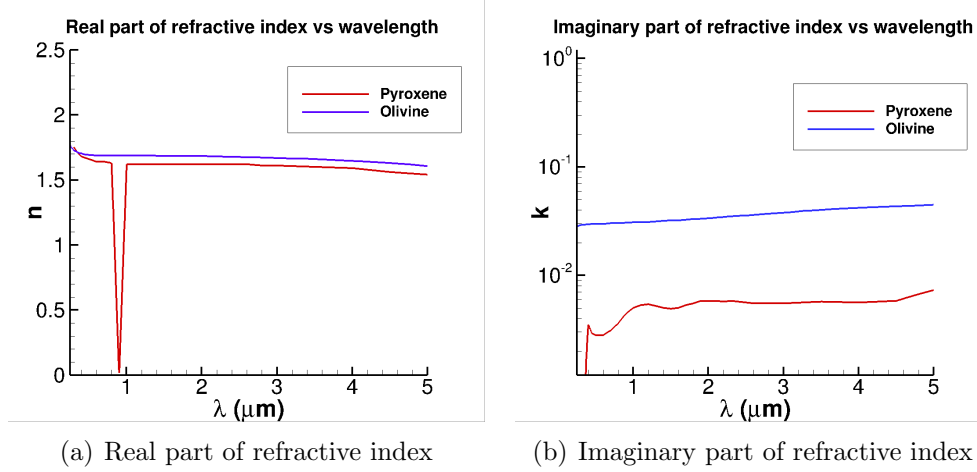 Real part of refractive index vs wavelength
2.5
2
1.5
1
0.5
0
n
1
2
3
4
5
λ (μm)
Pyroxene
Olivine
(a) Real part of refractive index
Imaginary part of refractive index vs wavelength
10⁰
10⁻¹
10⁻²
k
1
2
3
4
5
λ (μm)
Pyroxene
Olivine
(b) Imaginary part of refractive index